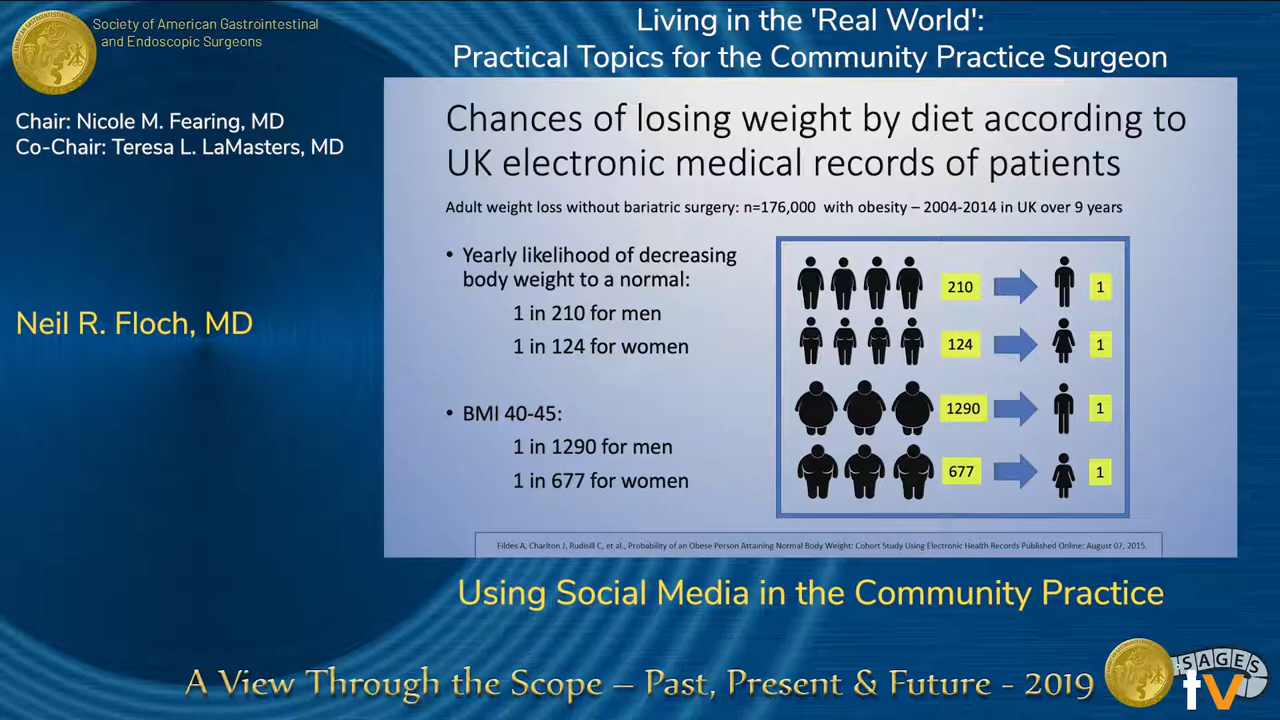 Society of American Gastrointestinal
and Endoscopic Surgeons
Living in the 'Real World':
Practical Topics for the Community Practice Surgeon
Chair: Nicole M. Fearing, MD
Co-Chair: Teresa L. LaMasters, MD
Neil R. Floch, MD
Chances of losing weight by diet according to
UK electronic medical records of patients
Adult weight loss without bariatric surgery: n=176,000 with obesity – 2004-2014 in UK over 9 years
• Yearly likelihood of decreasing
body weight to a normal:
1 in 210 for men
1 in 124 for women
• BMI 40-45:
1 in 1290 for men
1 in 677 for women
210 1
124 1
1290 1
677 1
Fildes A, Charlton J, Rudisill C, et al., Probability of an Obese Person Attaining Normal Body Weight: Cohort Study Using Electronic Health Records Published Online: August 07, 2015.
Using Social Media in the Community Practice
A View Through the Scope – Past, Present & Future - 2019
SAGES
tv